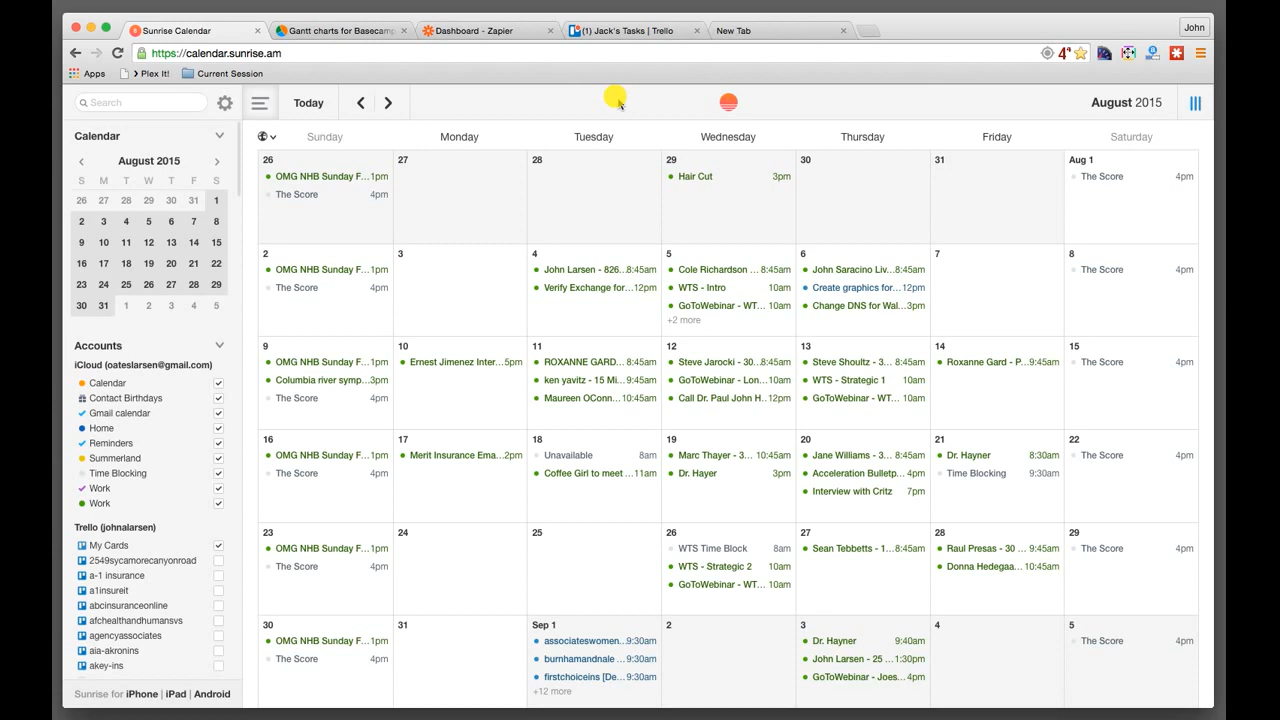 Sunrise Calendar
Gantt charts for Basecamp
Dashboard - Zapier
(1) Jack's Tasks | Trello
New Tab
John
https://calendar.sunrise.am
Apps
> Plex It!
Current Session
Search
Today
August 2015
Calendar
August 2015
S M T W T F S
26 27 28 29 30 31 1
2 3 4 5 6 7 8
9 10 11 12 13 14 15
16 17 18 19 20 21 22
23 24 25 26 27 28 29
30 31 1 2 3 4 5
Accounts
iCloud (oateslarsen@gmail.com)
Calendar
Contact Birthdays
Gmail calendar
Home
Reminders
Summerland
Time Blocking
Work
Work
Trello (johnalarsen)
My Cards
2549sycamorecanyonroad
a-1 insurance
a1insureit
abcinsuranceonline
afchealthandhumansvs
agencyassociates
aia-akronins
akey-ins
Sunrise for iPhone | iPad | Android
Sunday Monday Tuesday Wednesday Thursday Friday Saturday
26
OMG NHB Sunday F... 1pm
The Score 4pm
27
28
29
Hair Cut 3pm
30
31
Aug 1
The Score 4pm
2
OMG NHB Sunday F... 1pm
The Score 4pm
3
4
John Larsen - 826... 8:45am
Verify Exchange for... 12pm
5
Cole Richardson ... 8:45am
WTS - Intro 10am
GoToWebinar - WT... 10am
+2 more
6
John Saracino Liv... 8:45am
Create graphics for... 12pm
Change DNS for Wal... 3pm
7
8
The Score 4pm
9
OMG NHB Sunday F... 1pm
Columbia river symp... 3pm
The Score 4pm
10
Ernest Jimenez Inter... 5pm
11
ROXANNE GARD... 8:45am
ken yavitz - 15 Mi... 9:45am
Maureen OConn... 10:45am
12
Steve Jarocki - 30... 8:45am
GoToWebinar - Lon... 10am
Call Dr. Paul John H... 12pm
13
Steve Shoultz - 3... 8:45am
WTS - Strategic 1 10am
GoToWebinar - WT... 10am
14
Roxanne Gard - P... 9:45am
15
The Score 4pm
16
OMG NHB Sunday F... 1pm
The Score 4pm
17
Merit Insurance Ema... 2pm
18
Unavailable 8am
Coffee Girl to meet ... 11am
19
Marc Thayer - 3... 10:45am
Dr. Hayer 3pm
20
Jane Williams - 3... 8:45am
Acceleration Bulletp... 4pm
Interview with Critz 7pm
21
Dr. Hayner 8:30am
Time Blocking 9:30am
22
The Score 4pm
23
OMG NHB Sunday F... 1pm
The Score 4pm
24
25
26
WTS Time Block 8am
WTS - Strategic 2 10am
GoToWebinar - WT... 10am
27
Sean Tebbetts - 1... 8:45am
28
Raul Presas - 30 ... 9:45am
Donna Hedegaa... 10:45am
29
The Score 4pm
30
OMG NHB Sunday F... 1pm
The Score 4pm
31
Sep 1
associateswomen... 9:30am
burnhamandnale ... 9:30am
firstchoiceins [De... 9:30am
+12 more
2
3
Dr. Hayner 9:40am
John Larsen - 25 ... 1:30pm
GoToWebinar - Joes... 4pm
4
5
The Score 4pm